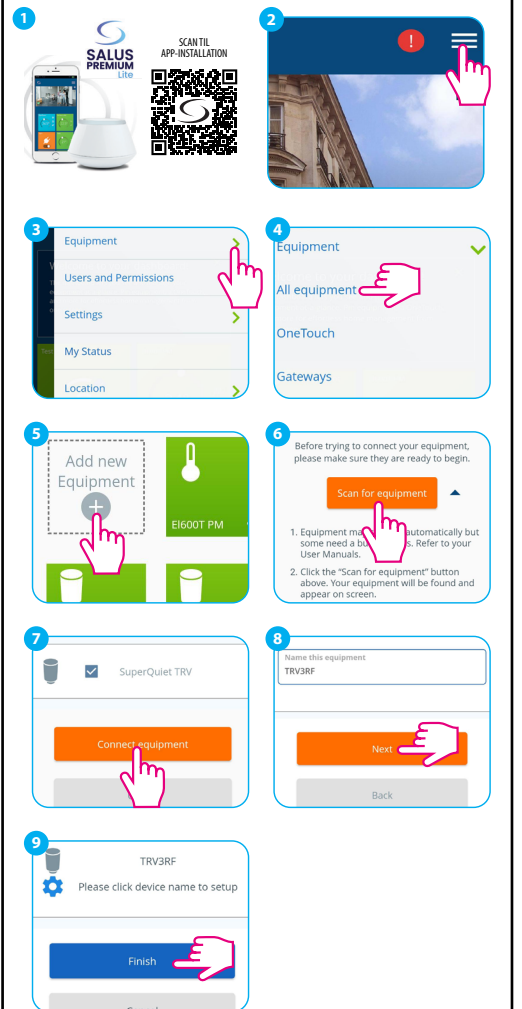 1
SALUS
PREMIUM
Lite
SCAN TIL
APP-INSTALLATION
2
!
3
Equipment
Users and Permissions
Settings
My Status
Location
4
Equipment
All equipment
OneTouch
Gateways
5
Add new
Equipment
EI600T PM
6
Before trying to connect your equipment,
please make sure they are ready to begin.
Scan for equipment
1. Equipment automatically but
some need a Refer to your
User Manuals.
2. Click the “Scan for equipment” button
above. Your equipment will be found and
appear on screen.
7
SuperQuiet TRV
Connect equipment
8
Name this equipment
TRV3RF
Next
Back
9
TRV3RF
Please click device name to setup
Finish